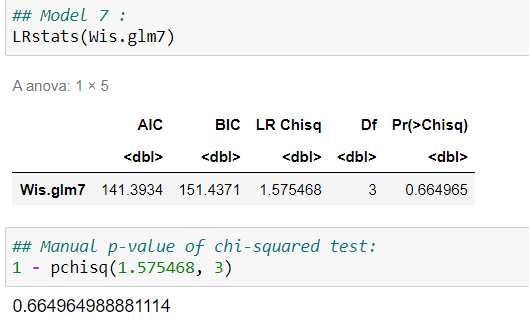 ## Model 7 :
LRstats(Wis.glm7)
A anova: 1 × 5
AIC BIC LR Chisq Df Pr(>Chisq)
<dbl> <dbl> <dbl> <dbl> <dbl>
Wis.glm7 141.3934 151.4371 1.575468 3 0.664965
## Manual p-value of chi-squared test:
1 - pchisq(1.575468, 3)
0.664964988881114